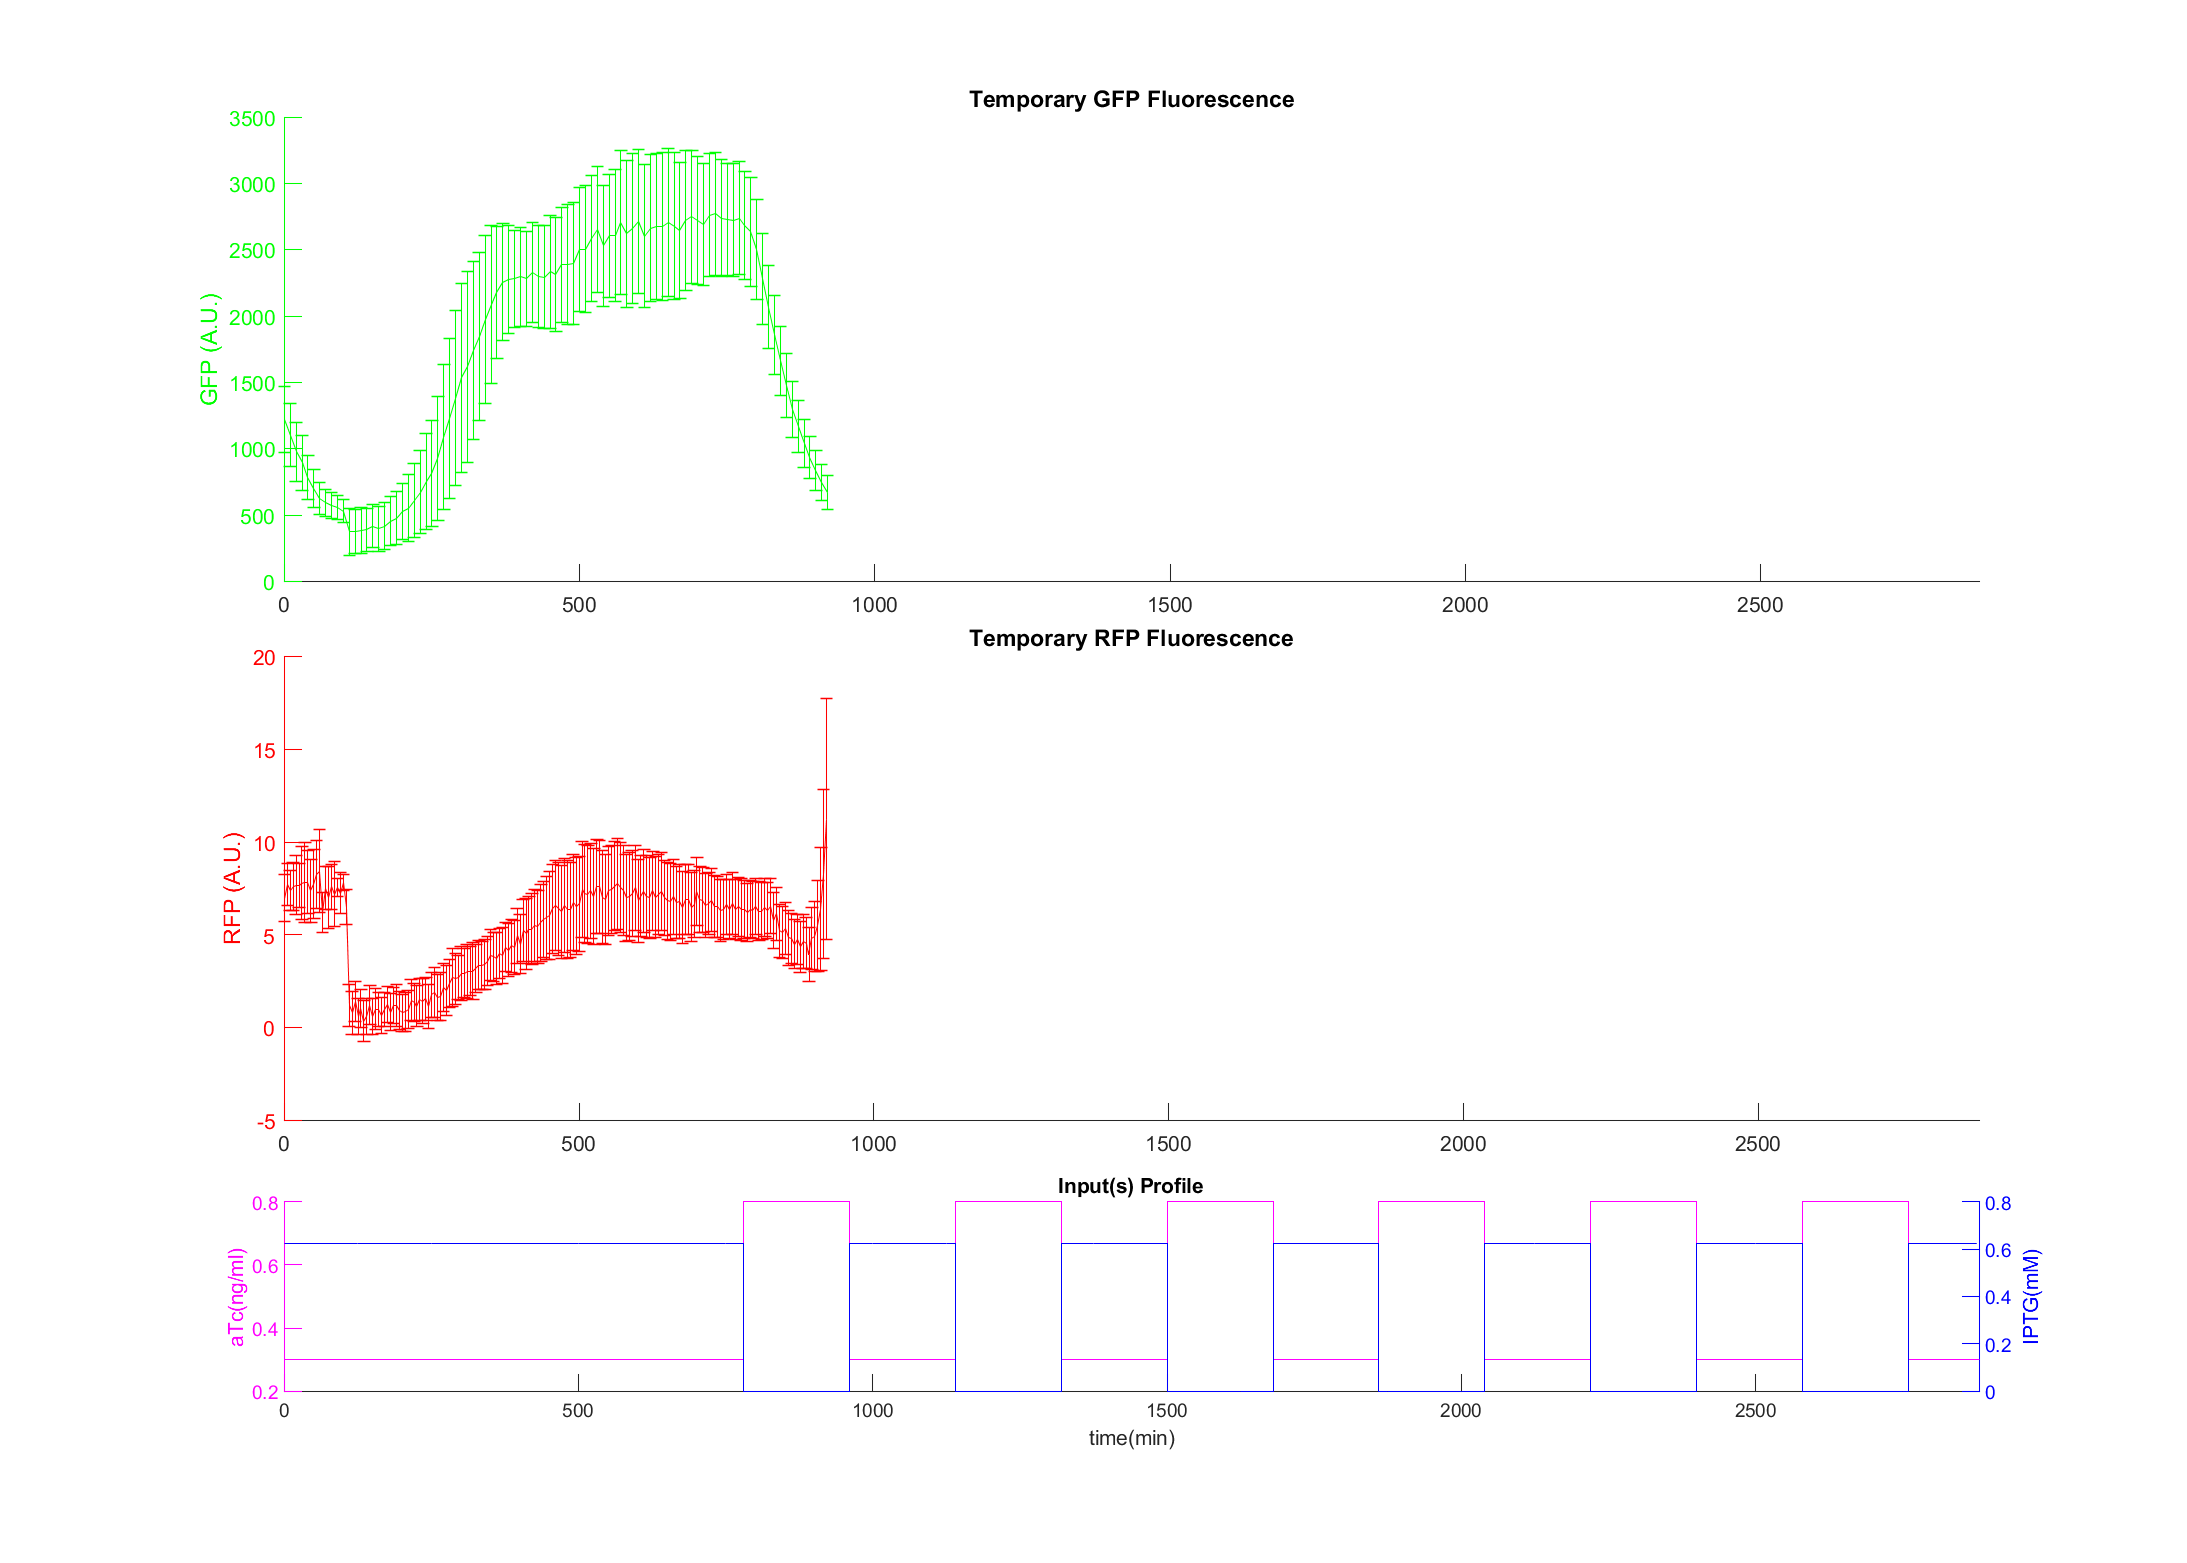 Temporary GFP Fluorescence
3500
3000
2500
2000
1500
1000
500
0
GFP (A.U.)
0 500 1000 1500 2000 2500
Temporary RFP Fluorescence
20
15
10
5
0
-5
RFP (A.U.)
0 500 1000 1500 2000 2500
Input(s) Profile
0.8
0.6
0.4
0.2
aTc(ng/ml)
0.8
0.6
0.4
0.2
0
IPTG(mM)
0 500 1000 1500 2000 2500
time(min)